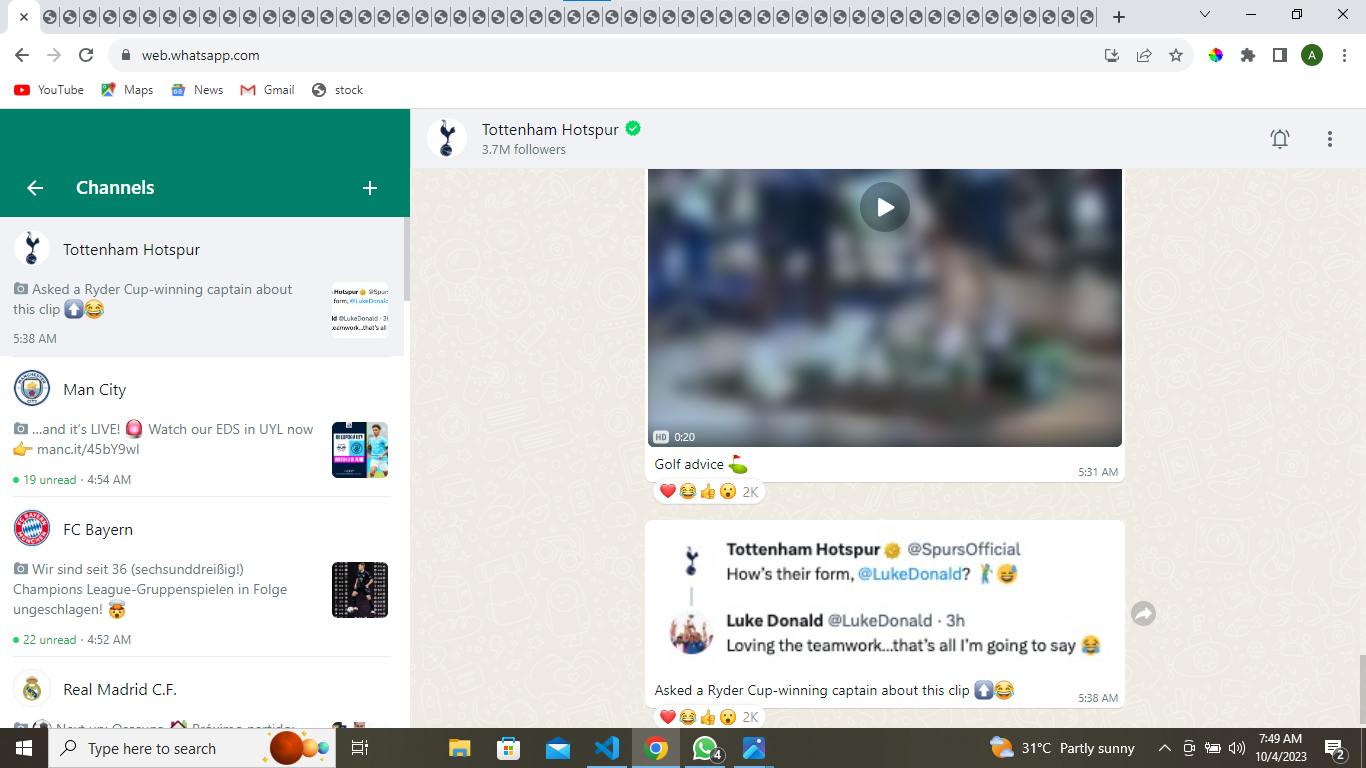 web.whatsapp.com
A
YouTube
Maps
News
Gmail
stock
Channels
Tottenham Hotspur
Asked a Ryder Cup-winning captain about
this clip ⬆️😂
5:38 AM
Man City
...and it's LIVE! 🚨 Watch our EDS in UYL now
👉 manc.it/45bY9wl
19 unread · 4:54 AM
FC Bayern
Wir sind seit 36 (sechsunddreißig!)
Champions League-Gruppenspielen in Folge
ungeschlagen! 🤯
22 unread · 4:52 AM
Real Madrid C.F.
Tottenham Hotspur
3.7M followers
HD 0:20
Golf advice ⛳
5:31 AM
❤️😂👍😮 2K
Tottenham Hotspur @SpursOfficial
How's their form, @LukeDonald? 🏌️😅
Luke Donald @LukeDonald · 3h
Loving the teamwork...that's all I'm going to say 😂
Asked a Ryder Cup-winning captain about this clip ⬆️😂
5:38 AM
❤️😂👍😮 2K
Type here to search
4
31°C Partly sunny
7:49 AM
10/4/2023
2